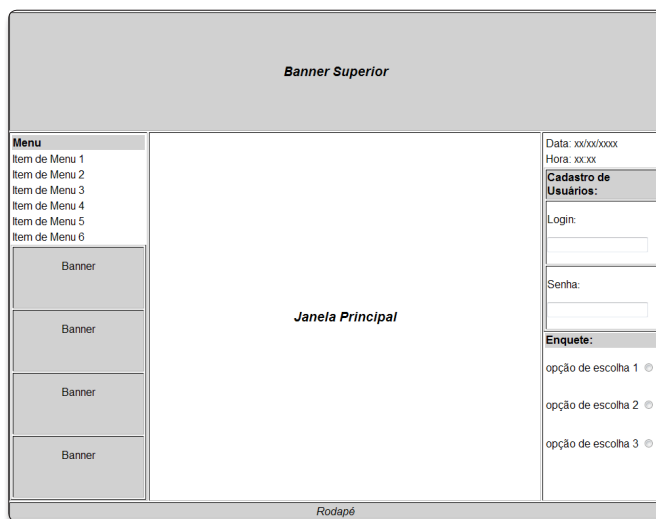 Banner Superior
Menu
Item de Menu 1
Item de Menu 2
Item de Menu 3
Item de Menu 4
Item de Menu 5
Item de Menu 6
Banner
Banner
Banner
Banner
Janela Principal
Data: xx/xx/xxxx
Hora: xx:xx
Cadastro de
Usuários:
Login:
Senha:
Enquete:
opção de escolha 1
opção de escolha 2
opção de escolha 3
Rodapé